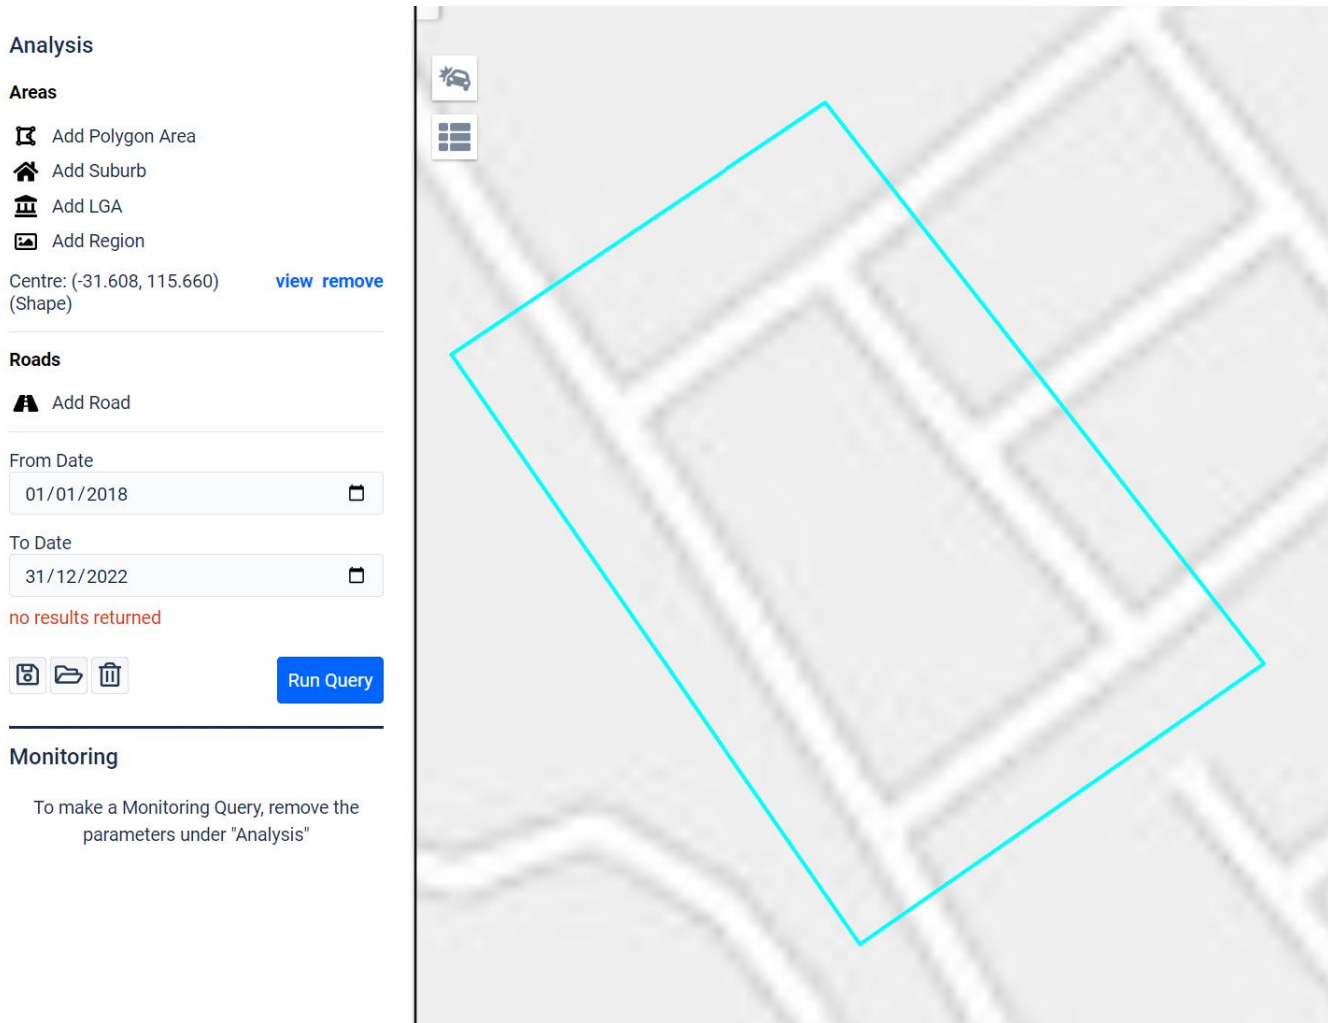 Analysis
Areas
Add Polygon Area
Add Suburb
Add LGA
Add Region
Centre: (-31.608, 115.660) view remove
(Shape)
Roads
Add Road
From Date
01/01/2018
To Date
31/12/2022
no results returned
Run Query
Monitoring
To make a Monitoring Query, remove the
parameters under "Analysis"